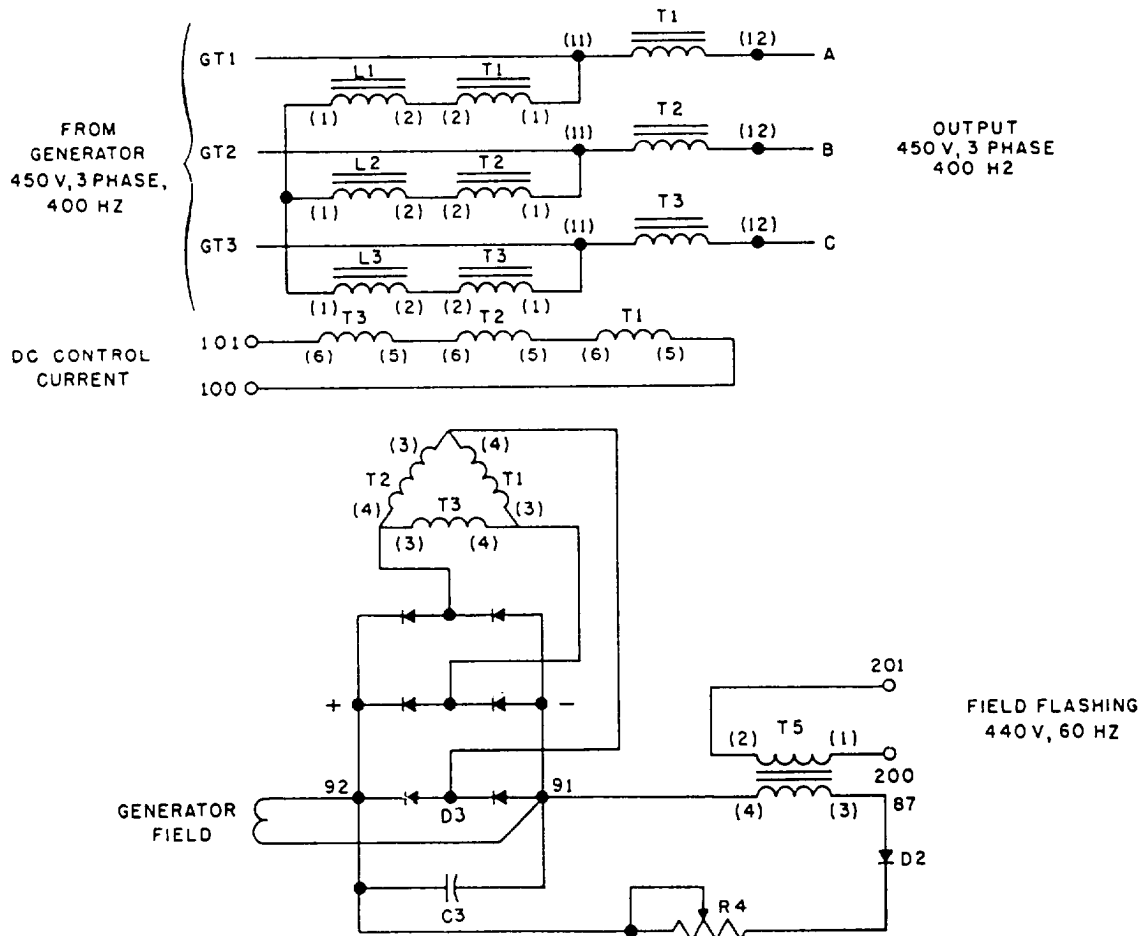 T1
(11) (12)
GT1 A
L1 T1
(1) (2) (2) (1)
T2
(11) (12)
GT2 B
L2 T2
(1) (2) (2) (1)
T3
(11) (12)
GT3 C
L3 T3
(1) (2) (2) (1)
FROM
GENERATOR
450 V, 3 PHASE,
400 HZ
OUTPUT
450 V, 3 PHASE
400 H2
T3 T2 T1
101
(6) (5) (6) (5) (6) (5)
DC CONTROL
CURRENT
100
(3) (4)
T2 T1
(4) T3 (3)
(3) (4)
+ -
201
FIELD FLASHING
440 V, 60 HZ
(2) T5 (1)
200
(4) (3) 87
92 91
D3
GENERATOR
FIELD
D2
C3
R4